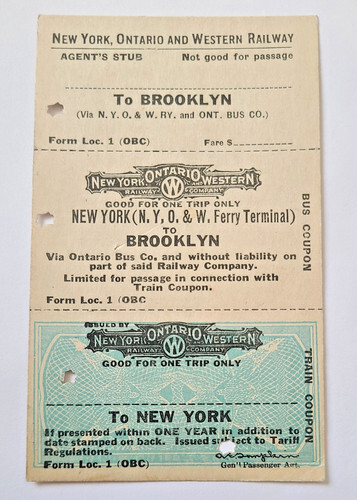 NEW YORK, ONTARIO AND WESTERN RAILWAY
AGENT'S STUB Not good for passage
To BROOKLYN
(Via N. Y. O. & W. RY. and ONT. BUS CO.)
Form Loc. 1 (OBC) Fare $
NEW YORK ONTARIO AND WESTERN
RAILWAY W COMPANY
GOOD FOR ONE TRIP ONLY
NEW YORK (N. Y., O. & W. Ferry Terminal)
TO
BROOKLYN
Via Ontario Bus Co. and without liability on
part of said Railway Company.
Limited for passage in connection with
Train Coupon.
Form Loc. 1 (OBC
BUS COUPON
ISSUED BY
NEW YORK ONTARIO AND WESTERN
RAILWAY W COMPANY
GOOD FOR ONE TRIP ONLY
To NEW YORK
If presented within ONE YEAR in addition to
date stamped on back. Issued subject to Tariff
Regulations.
Form Loc. 1 (OBC) Gen'l Passenger Agt.
TRAIN COUPON